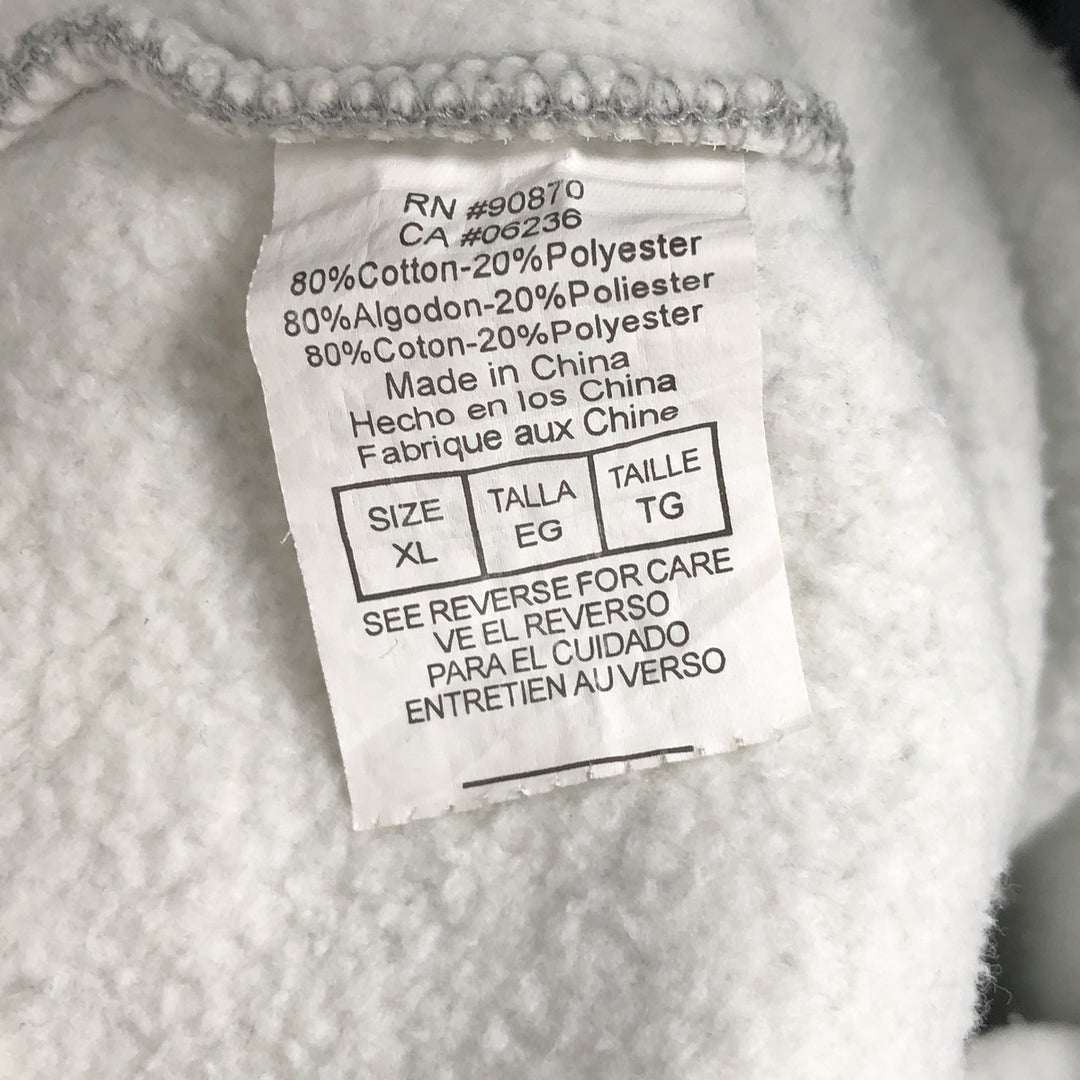 RN #90870
CA #06236
80%Cotton-20%Polyester
80%Algodon-20%Poliester
80%Coton-20%Polyester
Made in China
Hecho en los China
Fabrique aux Chine
SIZE TALLA TAILLE
XL EG TG
SEE REVERSE FOR CARE
VE EL REVERSO
PARA EL CUIDADO
ENTRETIEN AU VERSO